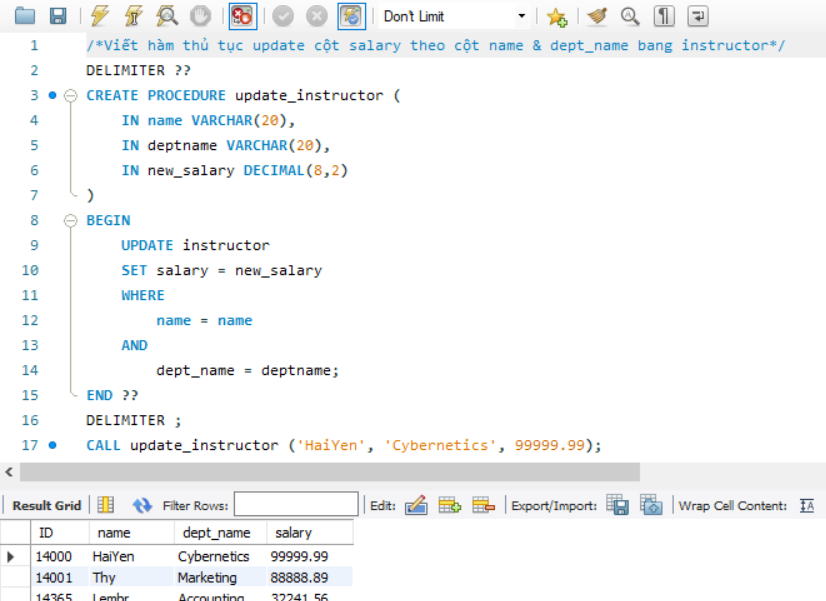 Don't Limit
1 /*Viết hàm thủ tục update cột salary theo cột name & dept_name bang instructor*/
2 DELIMITER ??
3 CREATE PROCEDURE update_instructor (
4 IN name VARCHAR(20),
5 IN deptname VARCHAR(20),
6 IN new_salary DECIMAL(8,2)
7 )
8 BEGIN
9 UPDATE instructor
10 SET salary = new_salary
11 WHERE
12 name = name
13 AND
14 dept_name = deptname;
15 END ??
16 DELIMITER ;
17 CALL update_instructor ('HaiYen', 'Cybernetics', 99999.99);
Result Grid Filter Rows: Edit: Export/Import: Wrap Cell Content:
ID name dept_name salary
14000 HaiYen Cybernetics 99999.99
14001 Thy Marketing 88888.89
14365 Lembr Accounting 32241.56